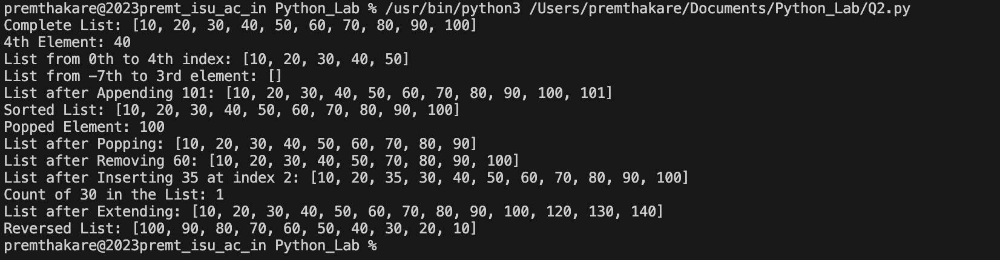 premthakare@2023premt_isu_ac_in Python_Lab % /usr/bin/python3 /Users/premthakare/Documents/Python_Lab/Q2.py
Complete List: [10, 20, 30, 40, 50, 60, 70, 80, 90, 100]
4th Element: 40
List from 0th to 4th index: [10, 20, 30, 40, 50]
List from -7th to 3rd element: []
List after Appending 101: [10, 20, 30, 40, 50, 60, 70, 80, 90, 100, 101]
Sorted List: [10, 20, 30, 40, 50, 60, 70, 80, 90, 100]
Popped Element: 100
List after Popping: [10, 20, 30, 40, 50, 60, 70, 80, 90]
List after Removing 60: [10, 20, 30, 40, 50, 70, 80, 90, 100]
List after Inserting 35 at index 2: [10, 20, 35, 30, 40, 50, 60, 70, 80, 90, 100]
Count of 30 in the List: 1
List after Extending: [10, 20, 30, 40, 50, 60, 70, 80, 90, 100, 120, 130, 140]
Reversed List: [100, 90, 80, 70, 60, 50, 40, 30, 20, 10]
premthakare@2023premt_isu_ac_in Python_Lab %